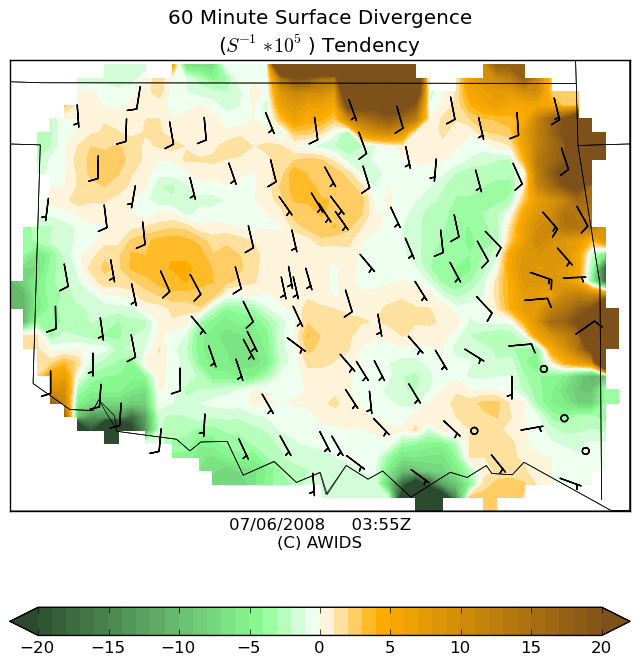 60 Minute Surface Divergence
(S⁻¹ *10⁵ ) Tendency
07/06/2008 03:55Z
(C) AWIDS
−20 −15 −10 −5 0 5 10 15 20